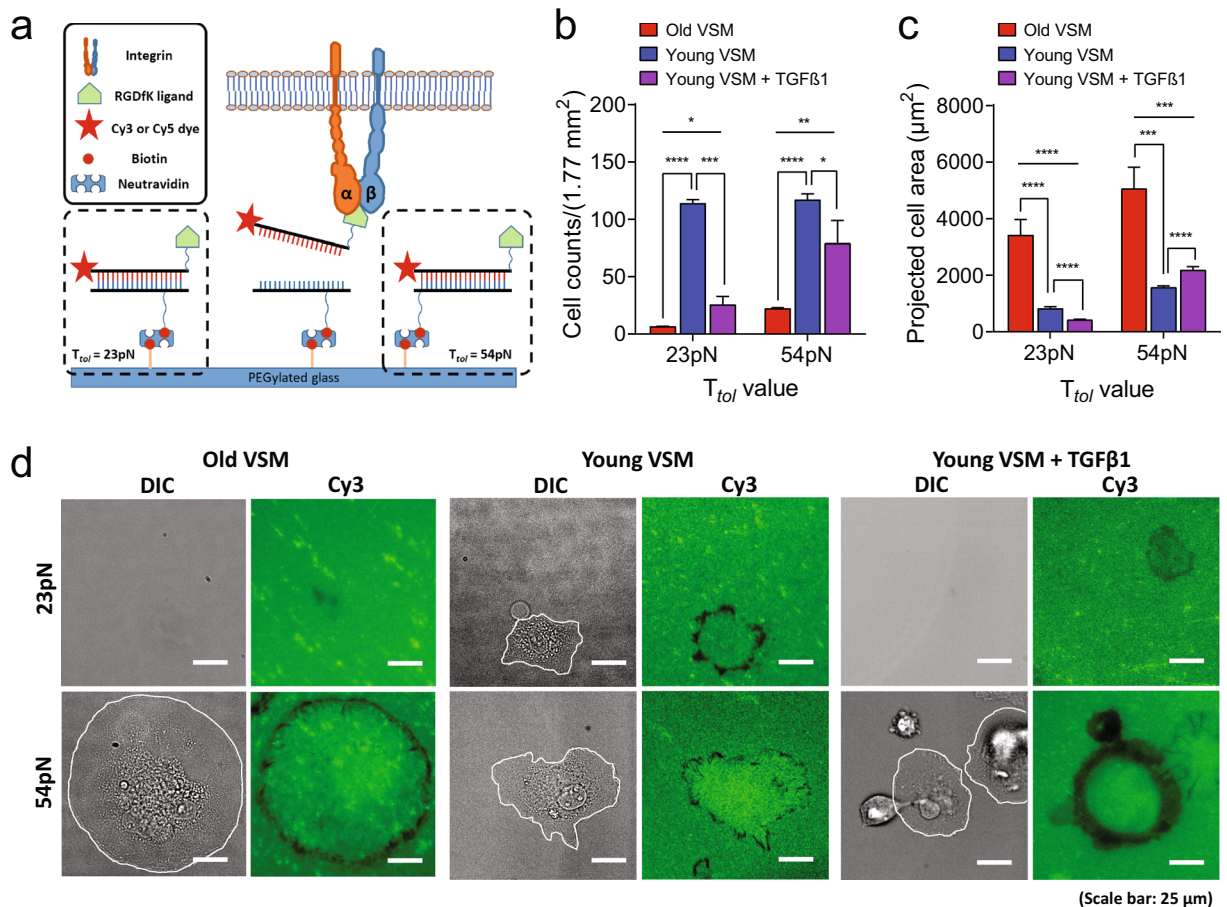 a
Integrin
RGDfK ligand
Cy3 or Cy5 dye
Biotin
Neutravidin
α β
T_tol = 23pN
T_tol = 54pN
PEGylated glass
b
Old VSM
Young VSM
Young VSM + TGFß1
Cell counts/(1.77 mm²)
200
150
100
50
0
* **
**** *** **** *
23pN 54pN
T_tol value
c
Old VSM
Young VSM
Young VSM + TGFß1
Projected cell area (µm²)
8000
6000
4000
2000
0
**** ***
**** **** *** ****
23pN 54pN
T_tol value
d
Old VSM Young VSM Young VSM + TGFβ1
DIC Cy3 DIC Cy3 DIC Cy3
23pN
54pN
(Scale bar: 25 µm)